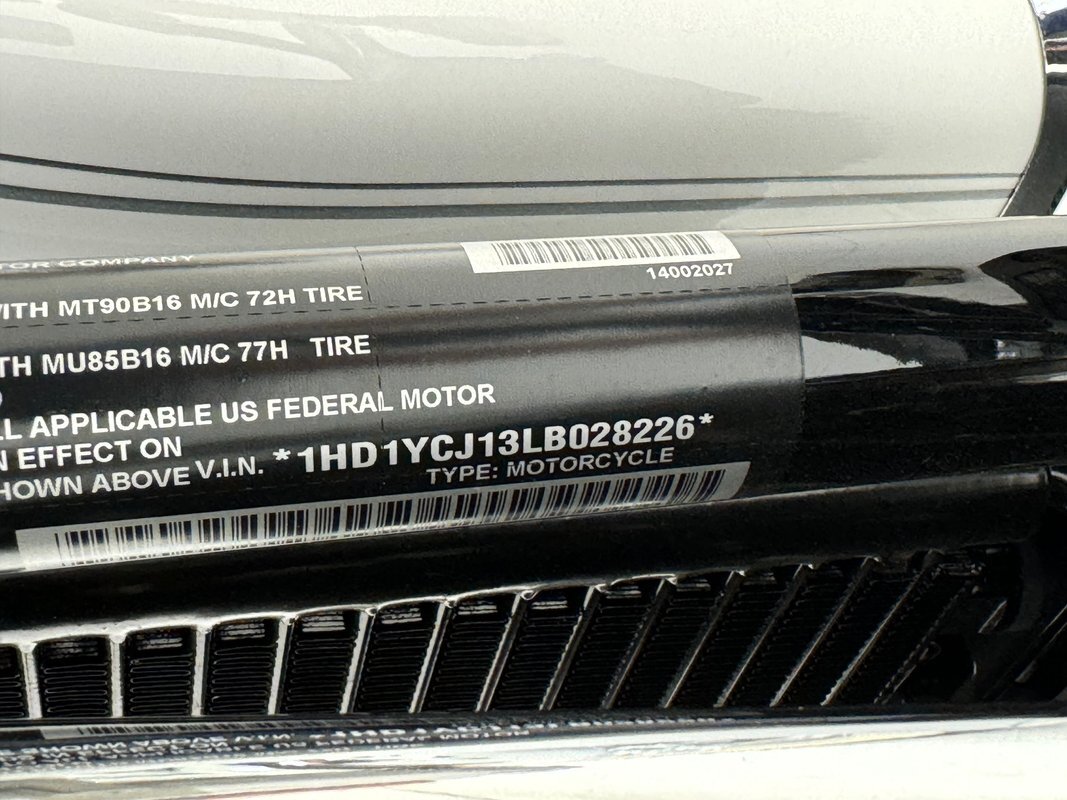 TOR COMPANY
14002027
WITH MT90B16 M/C 72H TIRE
TH MU85B16 M/C 77H TIRE
LL APPLICABLE US FEDERAL MOTOR
N EFFECT ON
HOWN ABOVE V.I.N. *1HD1YCJ13LB028226*
TYPE: MOTORCYCLE